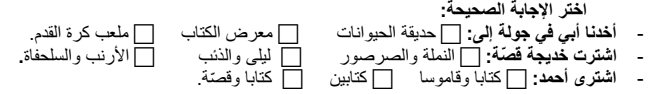 اختر الإجابة الصحيحة:
- أخذنا أبي في جولة إلى: □ حديقة الحيوانات □ معرض الكتاب □ ملعب كرة القدم.
- اشترت خديجة قصّة: □ النملة والصرصور □ ليلى والذئب □ الأرنب والسلحفاة.
- اشترى أحمد: □ كتابا وقاموسا □ كتابين □ كتابا وقصّة.